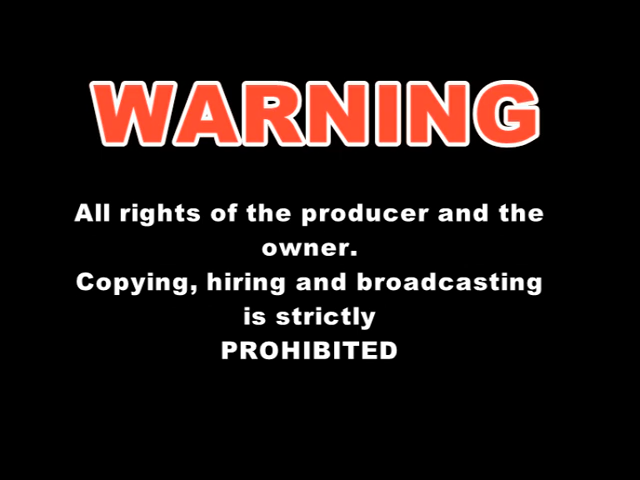 WARNING
All rights of the producer and the
owner.
Copying, hiring and broadcasting
is strictly
PROHIBITED